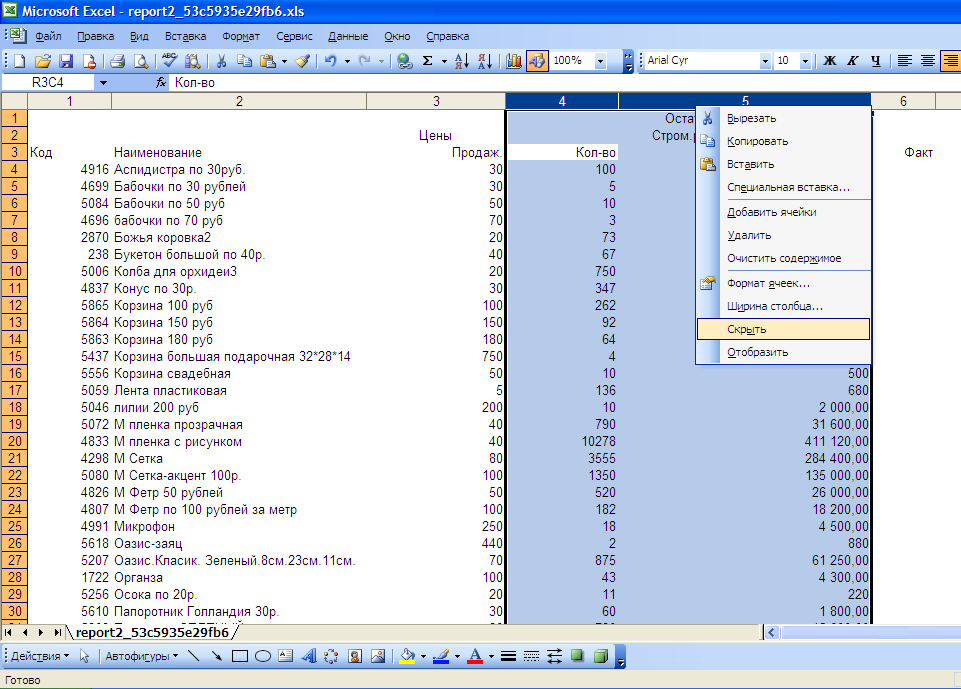 Microsoft Excel - report2_53c5935e29fb6.xls
Файл Правка Вид Вставка Формат Сервис Данные Окно Справка
100% Arial Cyr 10 Ж К Ч
R3C4 fx Кол-во
1 2 3 4 5 6
1 Оста
2 Цены Стром.
3 Код Наименование Продаж. Кол-во Факт
4 4916 Аспидистра по 30руб. 30 100
5 4699 Бабочки по 30 рублей 30 5
6 5084 Бабочки по 50 руб 50 10
7 4696 бабочки по 70 руб 70 3
8 2870 Божья коровка2 20 73
9 238 Букетон большой по 40р. 40 67
10 5006 Колба для орхидеи3 20 750
11 4837 Конус по 30р. 30 347
12 5865 Корзина 100 руб 100 262
13 5864 Корзина 150 руб 150 92
14 5863 Корзина 180 руб 180 64
15 5437 Корзина большая подарочная 32*28*14 750 4
16 5556 Корзина свадебная 50 10 500
17 5059 Лента пластиковая 5 136 680
18 5046 лилии 200 руб 200 10 2 000,00
19 5072 М пленка прозрачная 40 790 31 600,00
20 4833 М пленка с рисунком 40 10278 411 120,00
21 4298 М Сетка 80 3555 284 400,00
22 5080 М Сетка-акцент 100р. 100 1350 135 000,00
23 4826 М Фетр 50 рублей 50 520 26 000,00
24 4807 М Фетр по 100 рублей за метр 100 182 18 200,00
25 4991 Микрофон 250 18 4 500,00
26 5618 Оазис-заяц 440 2 880
27 5207 Оазис.Класик. Зеленый.8см.23см.11см. 70 875 61 250,00
28 1722 Органза 100 43 4 300,00
29 5256 Осока по 20р. 20 11 220
30 5610 Папоротник Голландия 30р. 30 60 1 800,00
Вырезать
Копировать
Вставить
Специальная вставка...
Добавить ячейки
Удалить
Очистить содержимое
Формат ячеек...
Ширина столбца...
Скрыть
Отобразить
report2_53c5935e29fb6
Действия Автофигуры
Готово